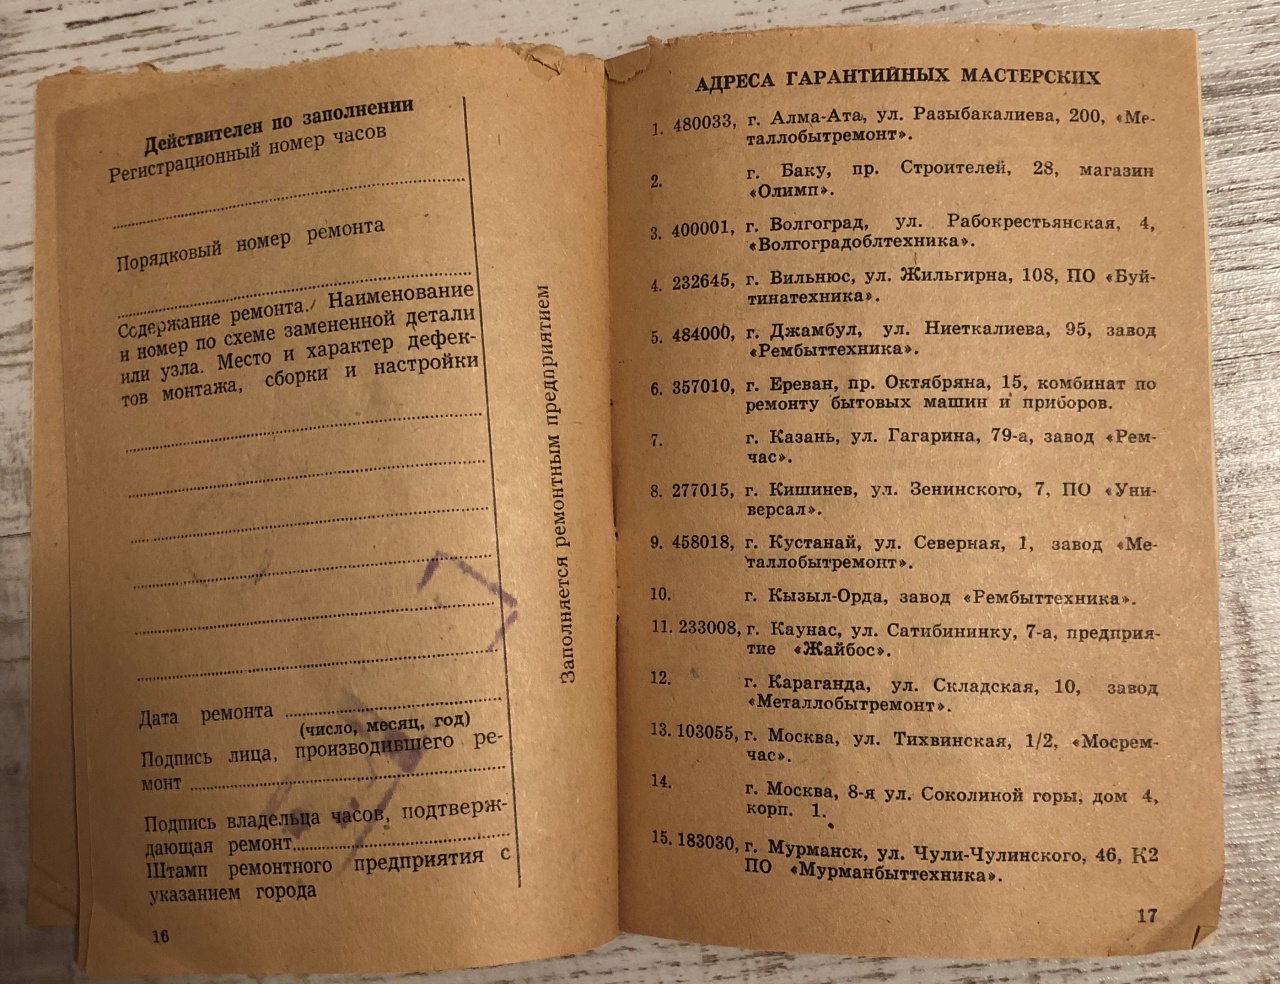 Действителен по заполнении
Регистрационный номер часов
Порядковый номер ремонта
Содержание ремонта. Наименование
и номер по схеме замененной детали
или узла. Место и характер дефек-
тов монтажа, сборки и настройки
Дата ремонта
(число, месяц, год)
Подпись лица, производившего ре-
монт
Подпись владельца часов, подтверж-
дающая ремонт
Штамп ремонтного предприятия с
указанием города
16
Заполняется ремонтным предприятием
АДРЕСА ГАРАНТИЙНЫХ МАСТЕРСКИХ
1. 480033, г. Алма-Ата, ул. Разыбакалиева, 200, «Ме-
таллобытремонт».
2. г. Баку, пр. Строителей, 28, магазин
«Олимп».
3. 400001, г. Волгоград, ул. Рабокрестьянская, 4,
«Волгоградоблтехника».
4. 232645, г. Вильнюс, ул. Жильгирна, 108, ПО «Буй-
тинатехника».
5. 484000, г. Джамбул, ул. Ниеткалиева, 95, завод
«Рембыттехника».
6. 357010, г. Ереван, пр. Октябряна, 15, комбинат по
ремонту бытовых машин и приборов.
7. г. Казань, ул. Гагарина, 79-а, завод «Рем-
час».
8. 277015, г. Кишинев, ул. Зенинского, 7, ПО «Уни-
версал».
9. 458018, г. Кустанай, ул. Северная, 1, завод «Ме-
таллобытремонт».
10. г. Кызыл-Орда, завод «Рембыттехника».
11. 233008, г. Каунас, ул. Сатибининку, 7-а, предприя-
тие «Жайбос».
12. г. Караганда, ул. Складская, 10, завод
«Металлобытремонт».
13. 103055, г. Москва, ул. Тихвинская, 1/2, «Мосрем-
час».
14. г. Москва, 8-я ул. Соколиной горы, дом 4,
корп. 1.
15. 183030, г. Мурманск, ул. Чули-Чулинского, 46, К2
ПО «Мурманбыттехника».
17